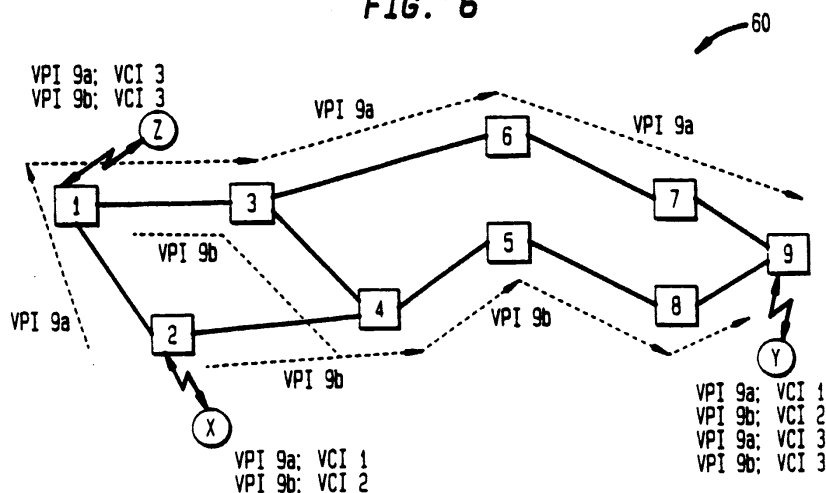 FIG. 6
60
VPI 9a; VCI 3
VPI 9b; VCI 3
Z
VPI 9a
VPI 9a
6
1
3
7
5
9
VPI 9b
4
8
VPI 9a
2
VPI 9b
VPI 9b
Y
X
VPI 9a; VCI 1
VPI 9b; VCI 2
VPI 9a; VCI 3
VPI 9b; VCI 3
VPI 9a; VCI 1
VPI 9b; VCI 2